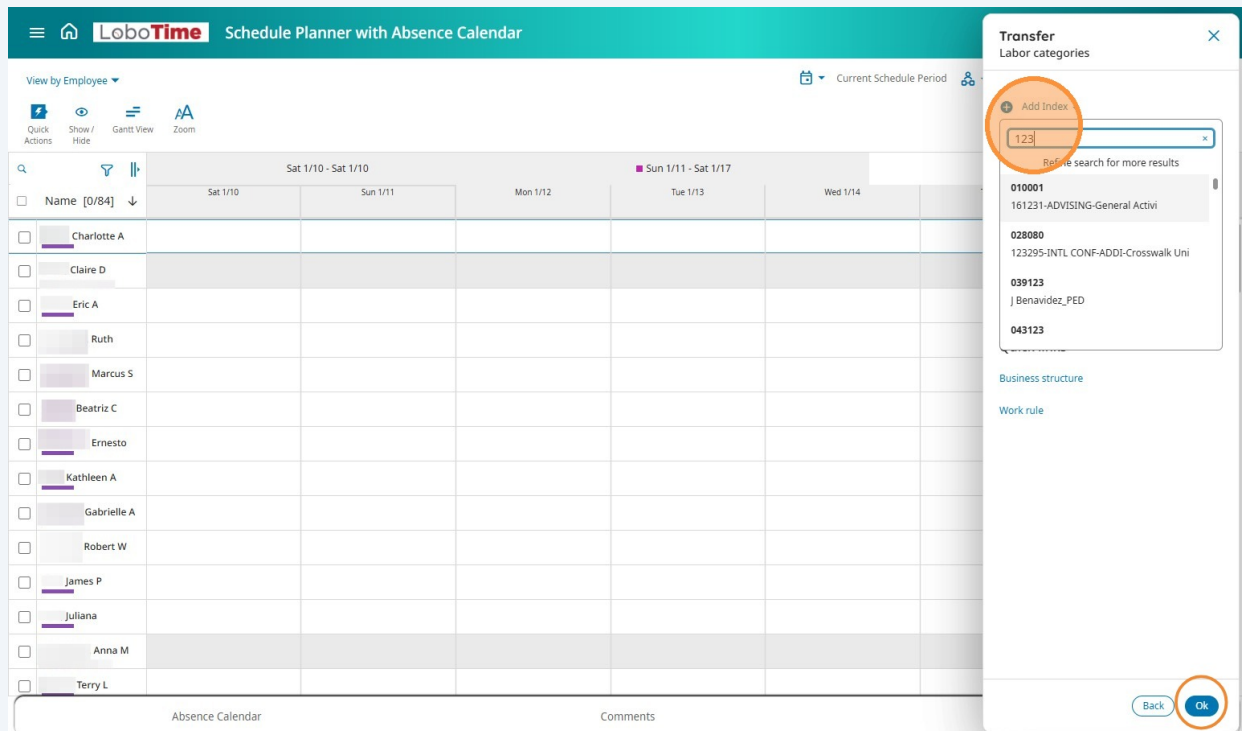 LoboTime Schedule Planner with Absence Calendar
View by Employee
Current Schedule Period
Quick Actions
Show / Hide
Gantt View
Zoom
Sat 1/10 - Sat 1/10
Sun 1/11 - Sat 1/17
Name [0/84]
Sat 1/10
Sun 1/11
Mon 1/12
Tue 1/13
Wed 1/14
Charlotte A
Claire D
Eric A
Ruth
Marcus S
Beatriz C
Ernesto
Kathleen A
Gabrielle A
Robert W
James P
Juliana
Anna M
Terry L
Absence Calendar
Comments
Transfer
Labor categories
Add Index
123
Refine search for more results
010001
161231-ADVISING-General Activi
028080
123295-INTL CONF-ADDI-Crosswalk Uni
039123
J Benavidez_PED
043123
Business structure
Work rule
Back
Ok